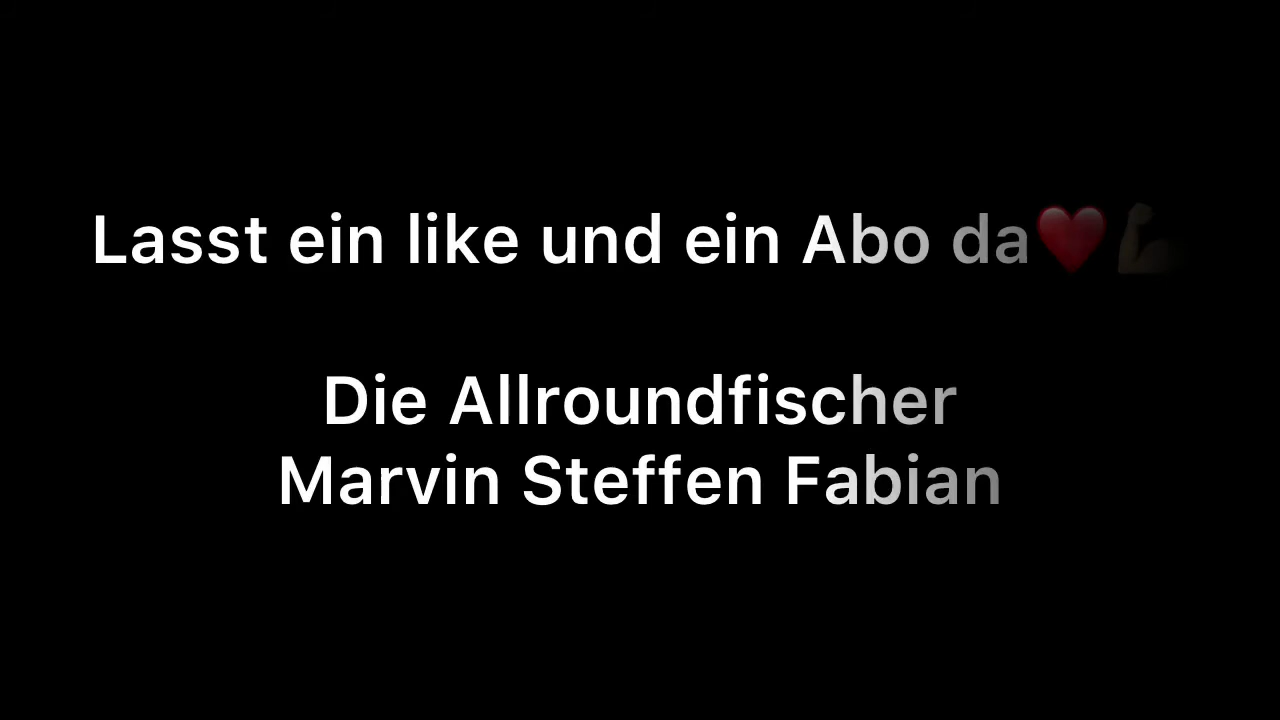 Lasst ein like und ein Abo da❤️💪
Die Allroundfischer
Marvin Steffen Fabian